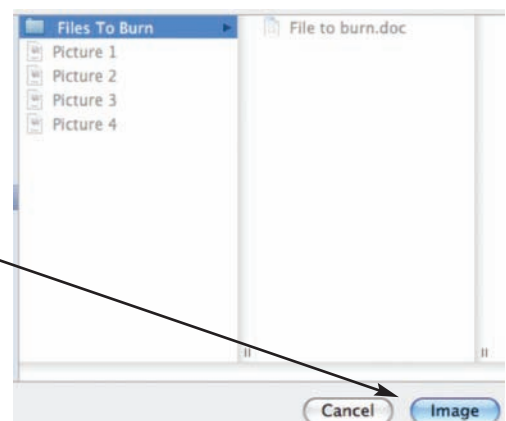 Files To Burn
Picture 1
Picture 2
Picture 3
Picture 4
File to burn.doc
Cancel
Image